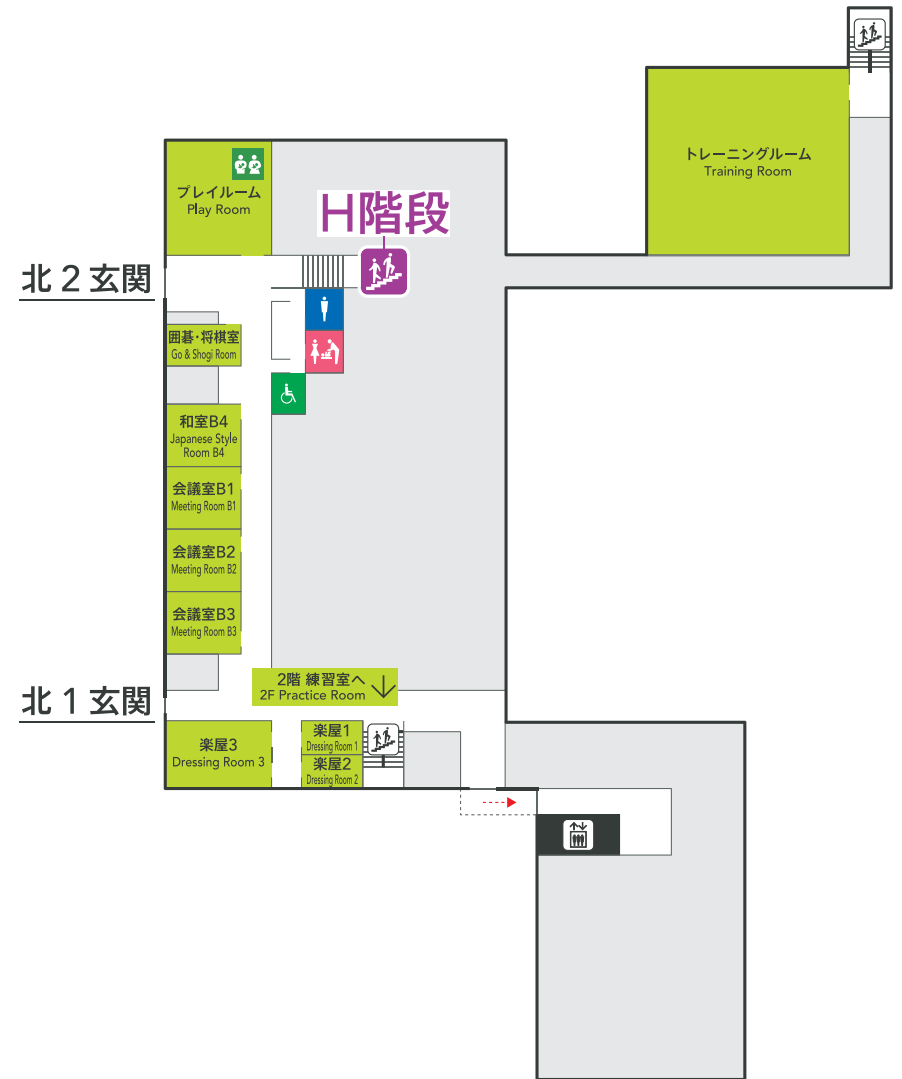 トレーニングルーム
Training Room
プレイルーム
Play Room
H階段
北2玄関
囲碁・将棋室
Go & Shogi Room
和室B4
Japanese Style
Room B4
会議室B1
Meeting Room B1
会議室B2
Meeting Room B2
会議室B3
Meeting Room B3
2階 練習室へ
2F Practice Room
北1玄関
楽屋3
Dressing Room 3
楽屋1
Dressing Room 1
楽屋2
Dressing Room 2